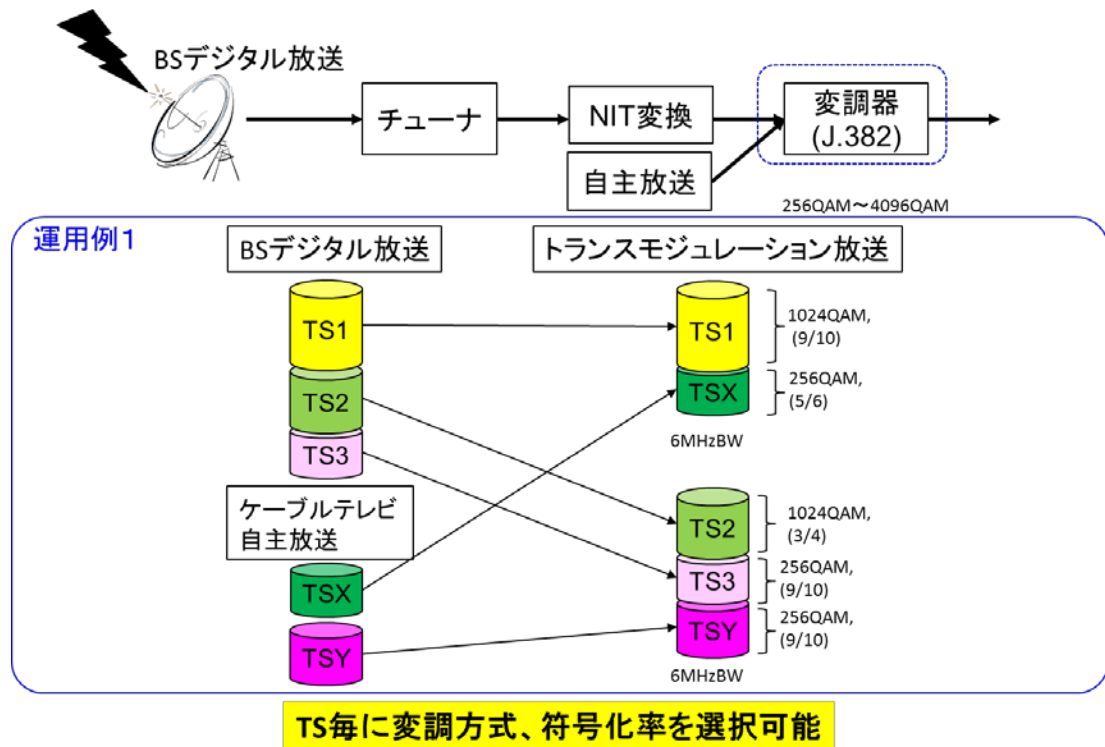 BSデジタル放送
チューナ
NIT変換
自主放送
変調器
(J.382)
256QAM～4096QAM
運用例1
BSデジタル放送
トランスモジュレーション放送
TS1
TS2
TS3
ケーブルテレビ
自主放送
TSX
TSY
TS1
1024QAM,
(9/10)
TSX
256QAM,
(5/6)
6MHzBW
TS2
1024QAM,
(3/4)
TS3
256QAM,
(9/10)
TSY
256QAM,
(9/10)
6MHzBW
TS毎に変調方式、符号化率を選択可能